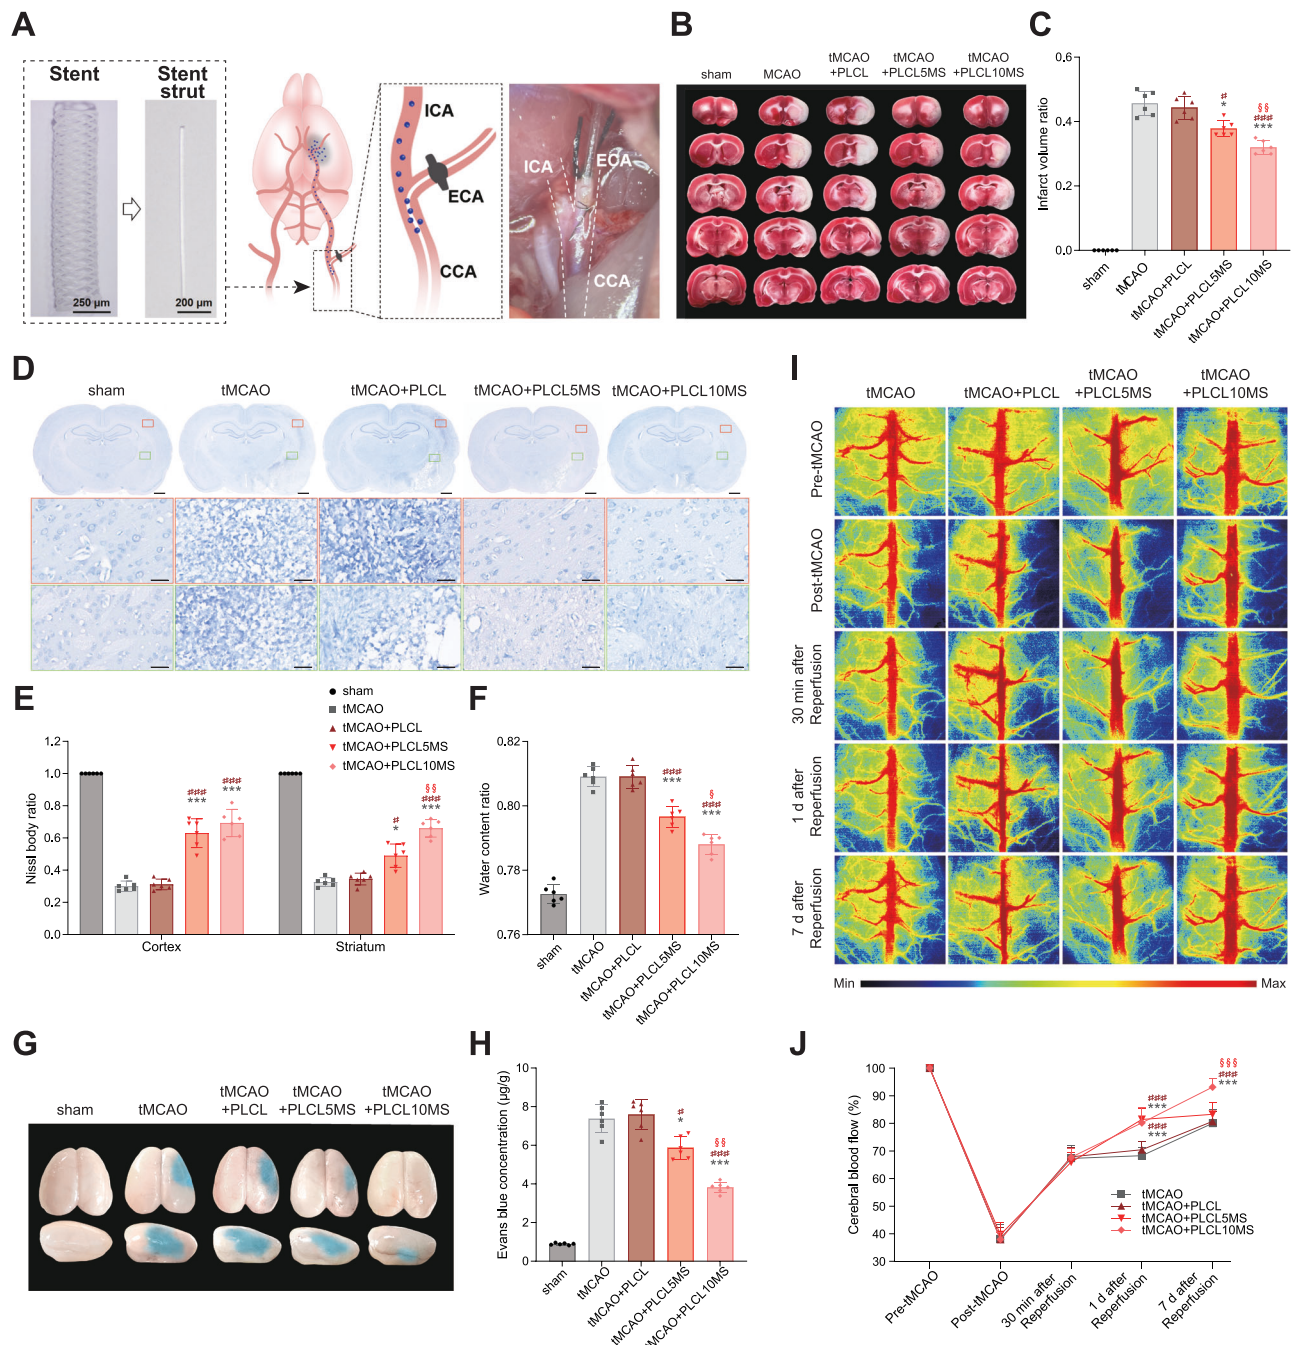 A
Stent
Stent
strut
250 μm
200 μm
ICA
ECA
CCA
ICA
ECA
CCA
B
sham
MCAO
tMCAO
+PLCL
tMCAO
+PLCL5MS
tMCAO
+PLCL10MS
C
Infarct volume ratio
0.6
0.4
0.2
0.0
#
*
§§
###
***
sham
tMCAO
tMCAO+PLCL
tMCAO+PLCL5MS
tMCAO+PLCL10MS
D
sham
tMCAO
tMCAO+PLCL
tMCAO+PLCL5MS
tMCAO+PLCL10MS
E
sham
tMCAO
tMCAO+PLCL
tMCAO+PLCL5MS
tMCAO+PLCL10MS
Nissl body ratio
1.2
1.0
0.8
0.6
0.4
0.2
0.0
###
***
###
***
#
*
§§
###
***
Cortex
Striatum
F
Water content ratio
0.82
0.80
0.78
0.76
###
***
§
###
***
sham
tMCAO
tMCAO+PLCL
tMCAO+PLCL5MS
tMCAO+PLCL10MS
G
sham
tMCAO
tMCAO
+PLCL
tMCAO
+PLCL5MS
tMCAO
+PLCL10MS
H
Evans blue concentration (μg/g)
10
8
6
4
2
0
#
*
§§
###
***
sham
tMCAO
tMCAO+PLCL
tMCAO+PLCL5MS
tMCAO+PLCL10MS
I
tMCAO
tMCAO+PLCL
tMCAO
+PLCL5MS
tMCAO
+PLCL10MS
Pre-tMCAO
Post-tMCAO
30 min after
Reperfusion
1 d after
Reperfusion
7 d after
Reperfusion
Min
Max
J
Cerebral blood flow (%)
100
90
80
70
60
50
40
30
###
***
###
***
§§§
###
***
tMCAO
tMCAO+PLCL
tMCAO+PLCL5MS
tMCAO+PLCL10MS
Pre-tMCAO
Post-tMCAO
30 min after
Reperfusion
1 d after
Reperfusion
7 d after
Reperfusion